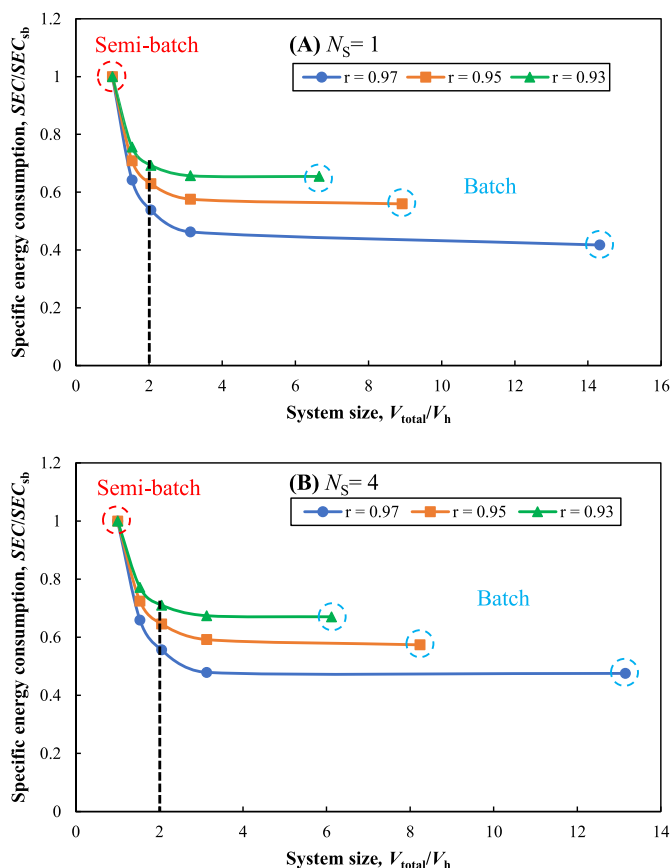 1.2
1
0.8
0.6
0.4
0.2
0
Specific energy consumption, SEC/SECsb
Semi-batch
(A) NS= 1
r = 0.97 r = 0.95 r = 0.93
Batch
0 2 4 6 8 10 12 14 16
System size, Vtotal/Vh
1.2
1
0.8
0.6
0.4
0.2
0
Specific energy consumption, SEC/SECsb
Semi-batch
(B) NS= 4
r = 0.97 r = 0.95 r = 0.93
Batch
0 2 4 6 8 10 12 14
System size, Vtotal/Vh